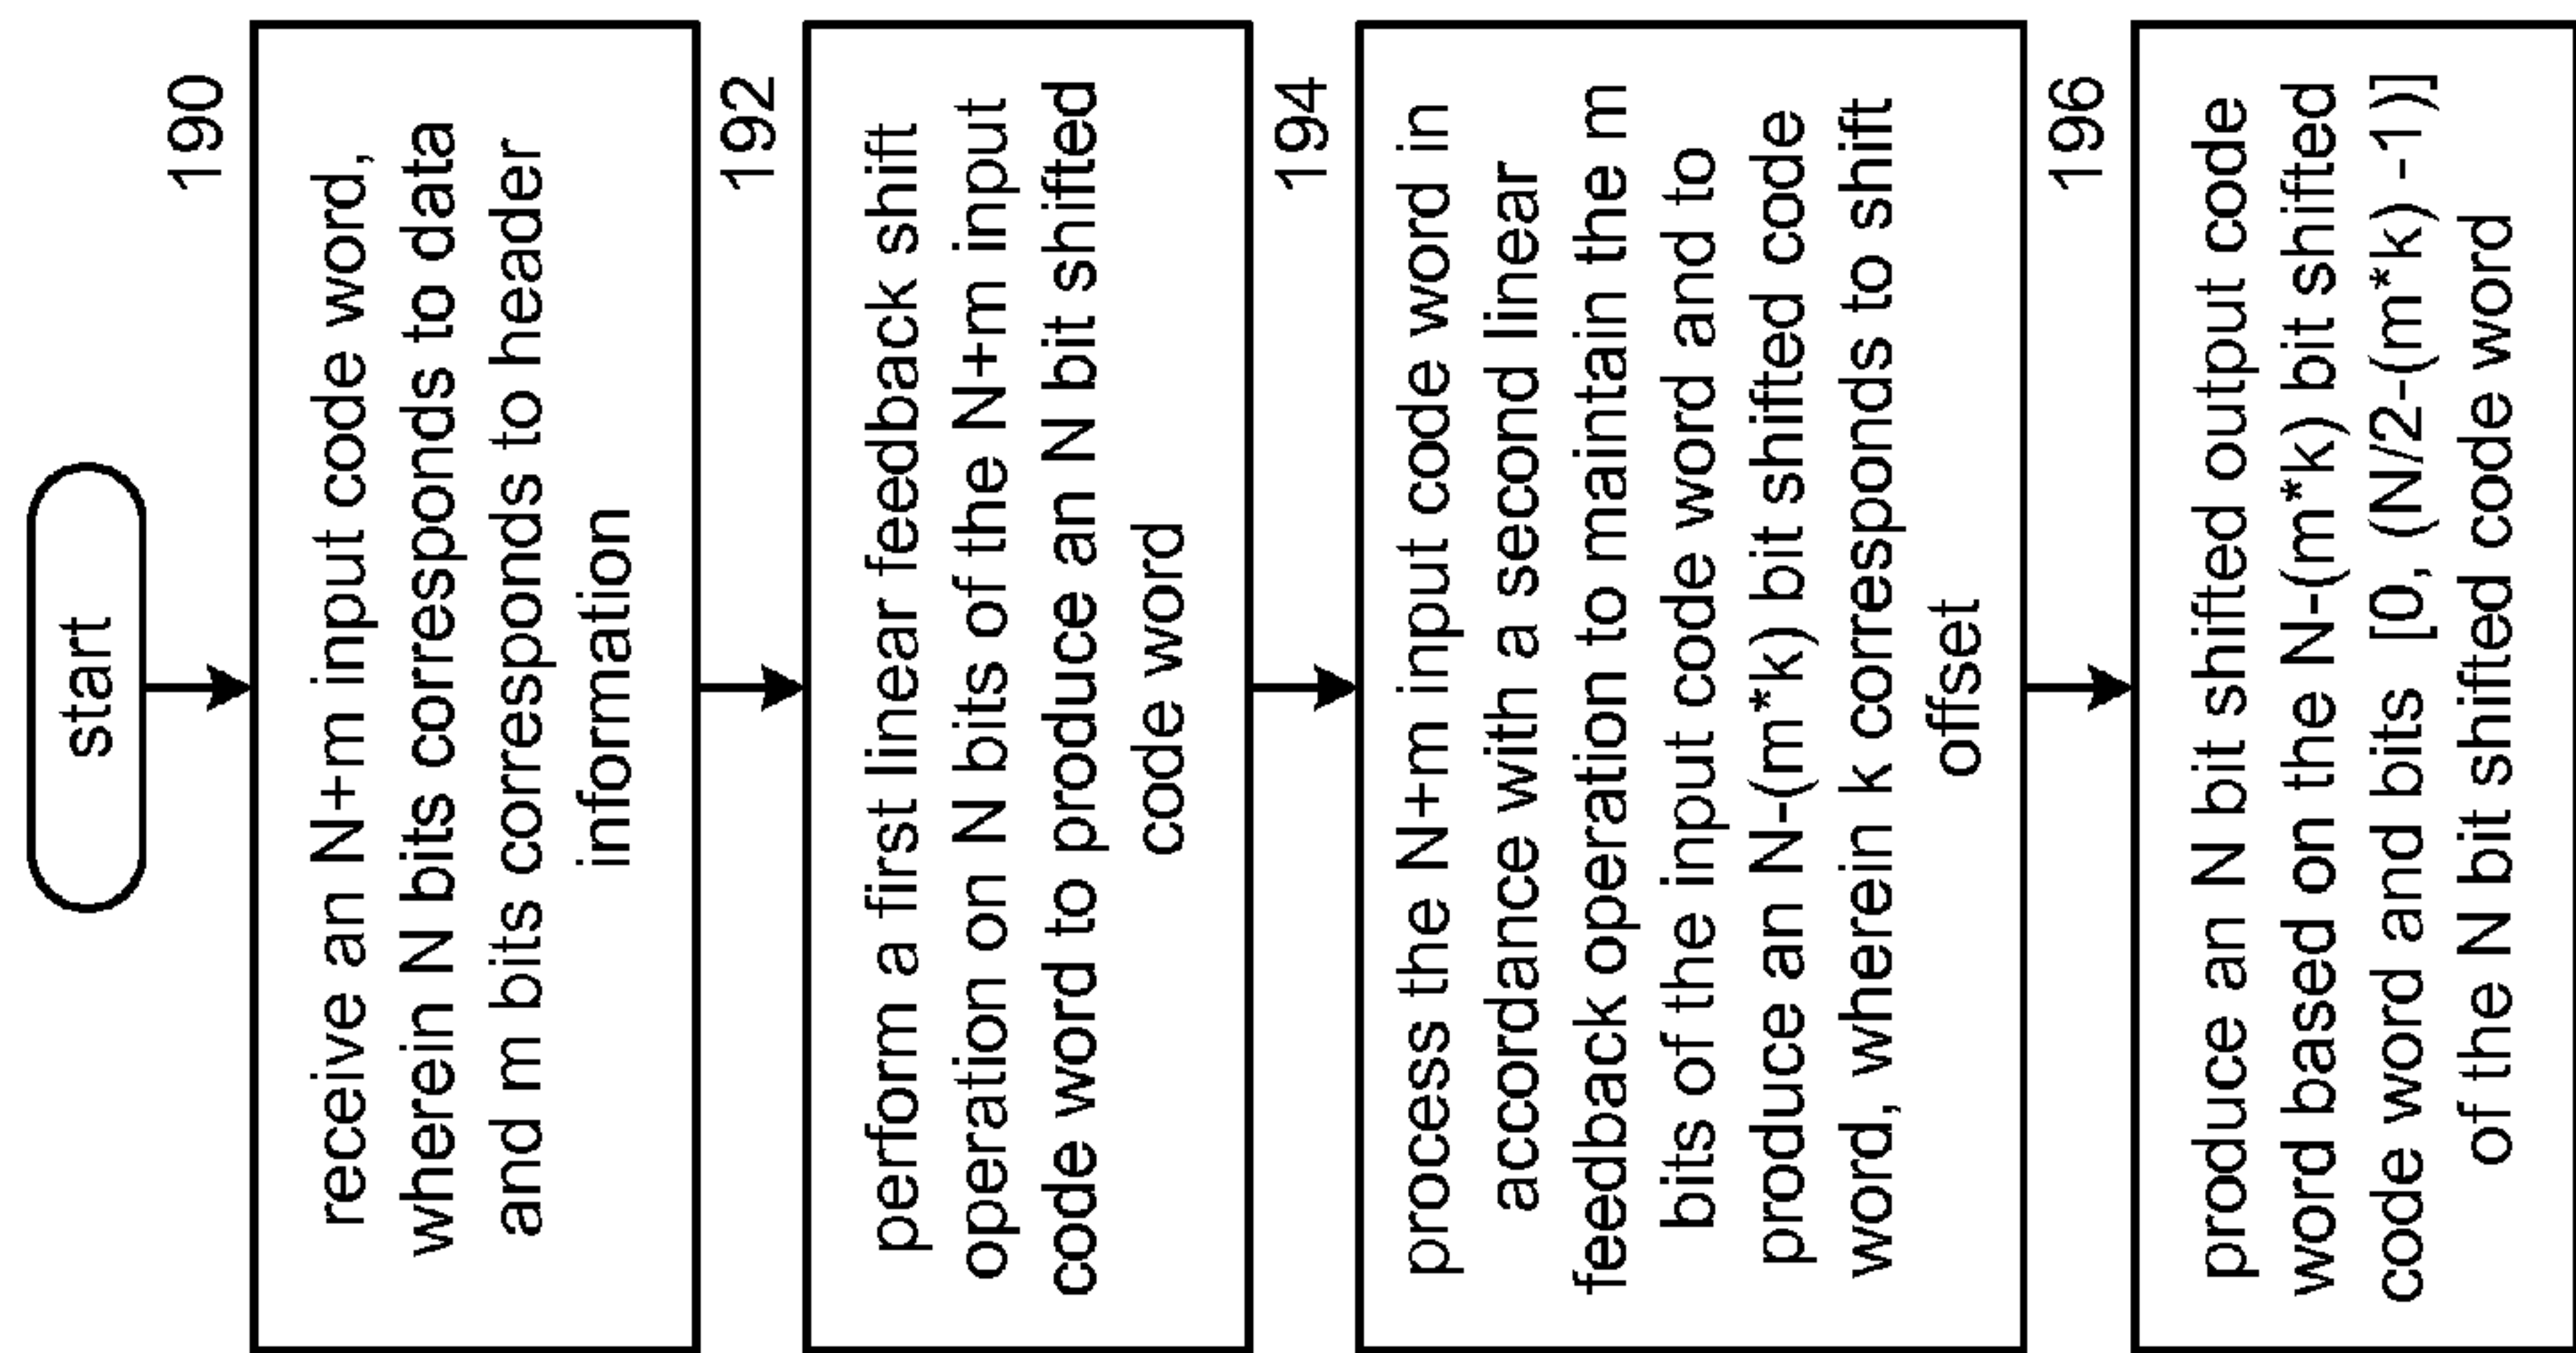 start
190
receive an N+m input code word,
wherein N bits corresponds to data
and m bits corresponds to header
information
192
perform a first linear feedback shift
operation on N bits of the N+m input
code word to produce an N bit shifted
code word
194
process the N+m input code word in
accordance with a second linear
feedback operation to maintain the m
bits of the input code word and to
produce an N-(m*k) bit shifted code
word, wherein k corresponds to shift
offset
196
produce an N bit shifted output code
word based on the N-(m*k) bit shifted
code word and bits [0, (N/2-(m*k) -1)]
of the N bit shifted code word